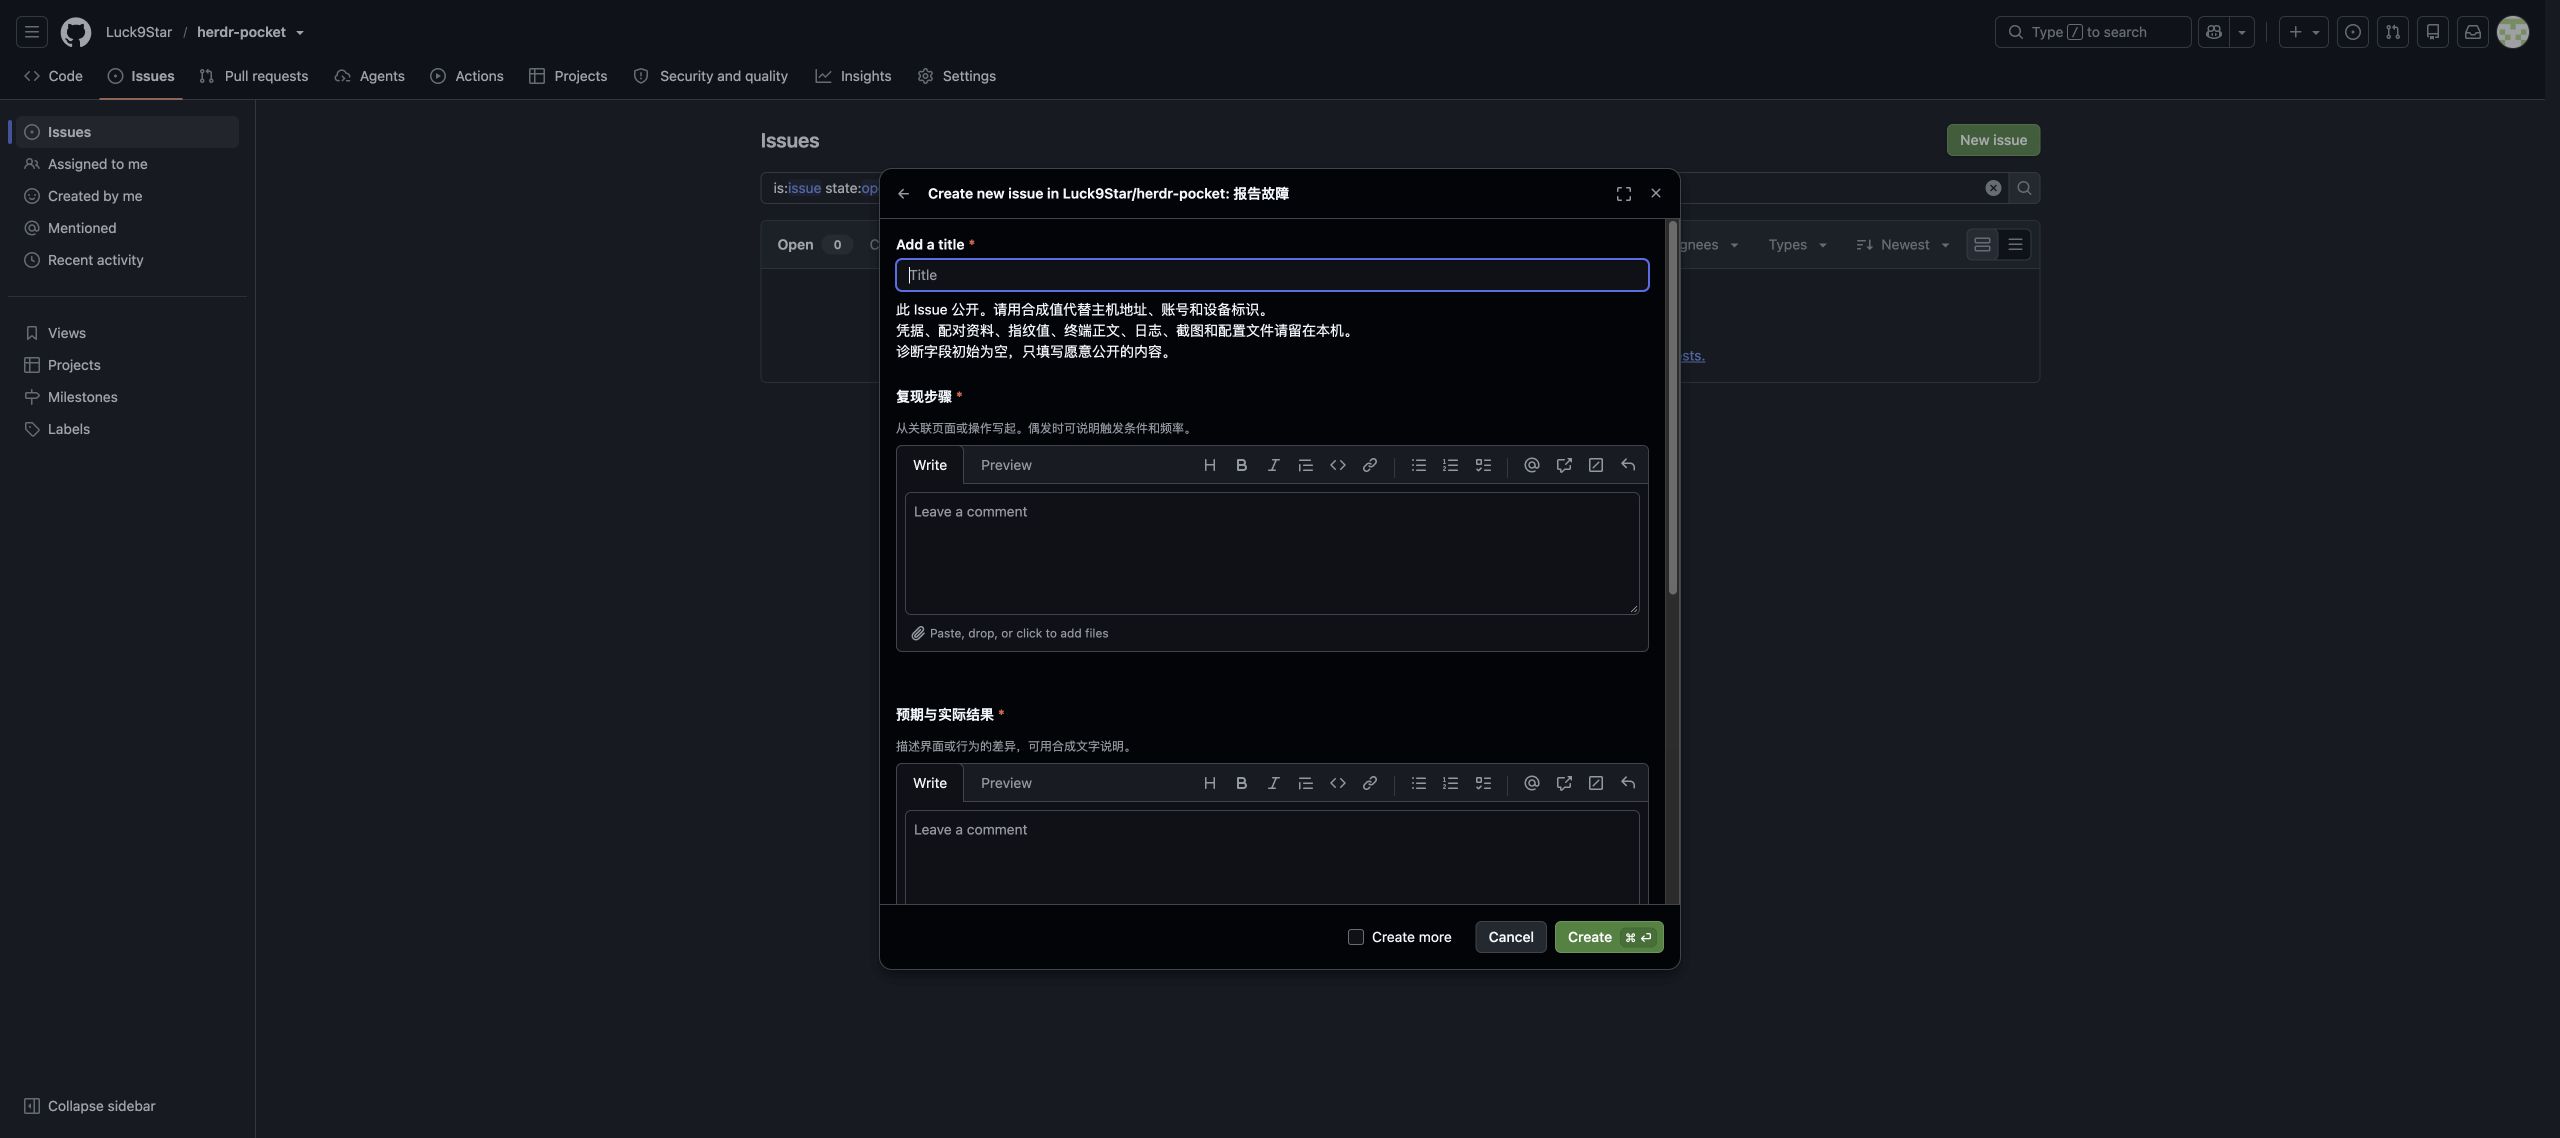 Luck9Star / herdr-pocket
Type / to search
Code
Issues
Pull requests
Agents
Actions
Projects
Security and quality
Insights
Settings
Issues
Assigned to me
Created by me
Mentioned
Recent activity
Views
Projects
Milestones
Labels
Collapse sidebar
Issues
New issue
is:issue state:op
Open 0
C
gnees
Types
Newest
sts.
Create new issue in Luck9Star/herdr-pocket: 报告故障
Add a title *
Title
此 Issue 公开。请用合成值代替主机地址、账号和设备标识。
凭据、配对资料、指纹值、终端正文、日志、截图和配置文件请留在本机。
诊断字段初始为空，只填写愿意公开的内容。
复现步骤 *
从关联页面或操作写起。偶发时可说明触发条件和频率。
Write
Preview
Leave a comment
Paste, drop, or click to add files
预期与实际结果 *
描述界面或行为的差异，可用合成文字说明。
Write
Preview
Leave a comment
Create more
Cancel
Create ⌘ ⏎